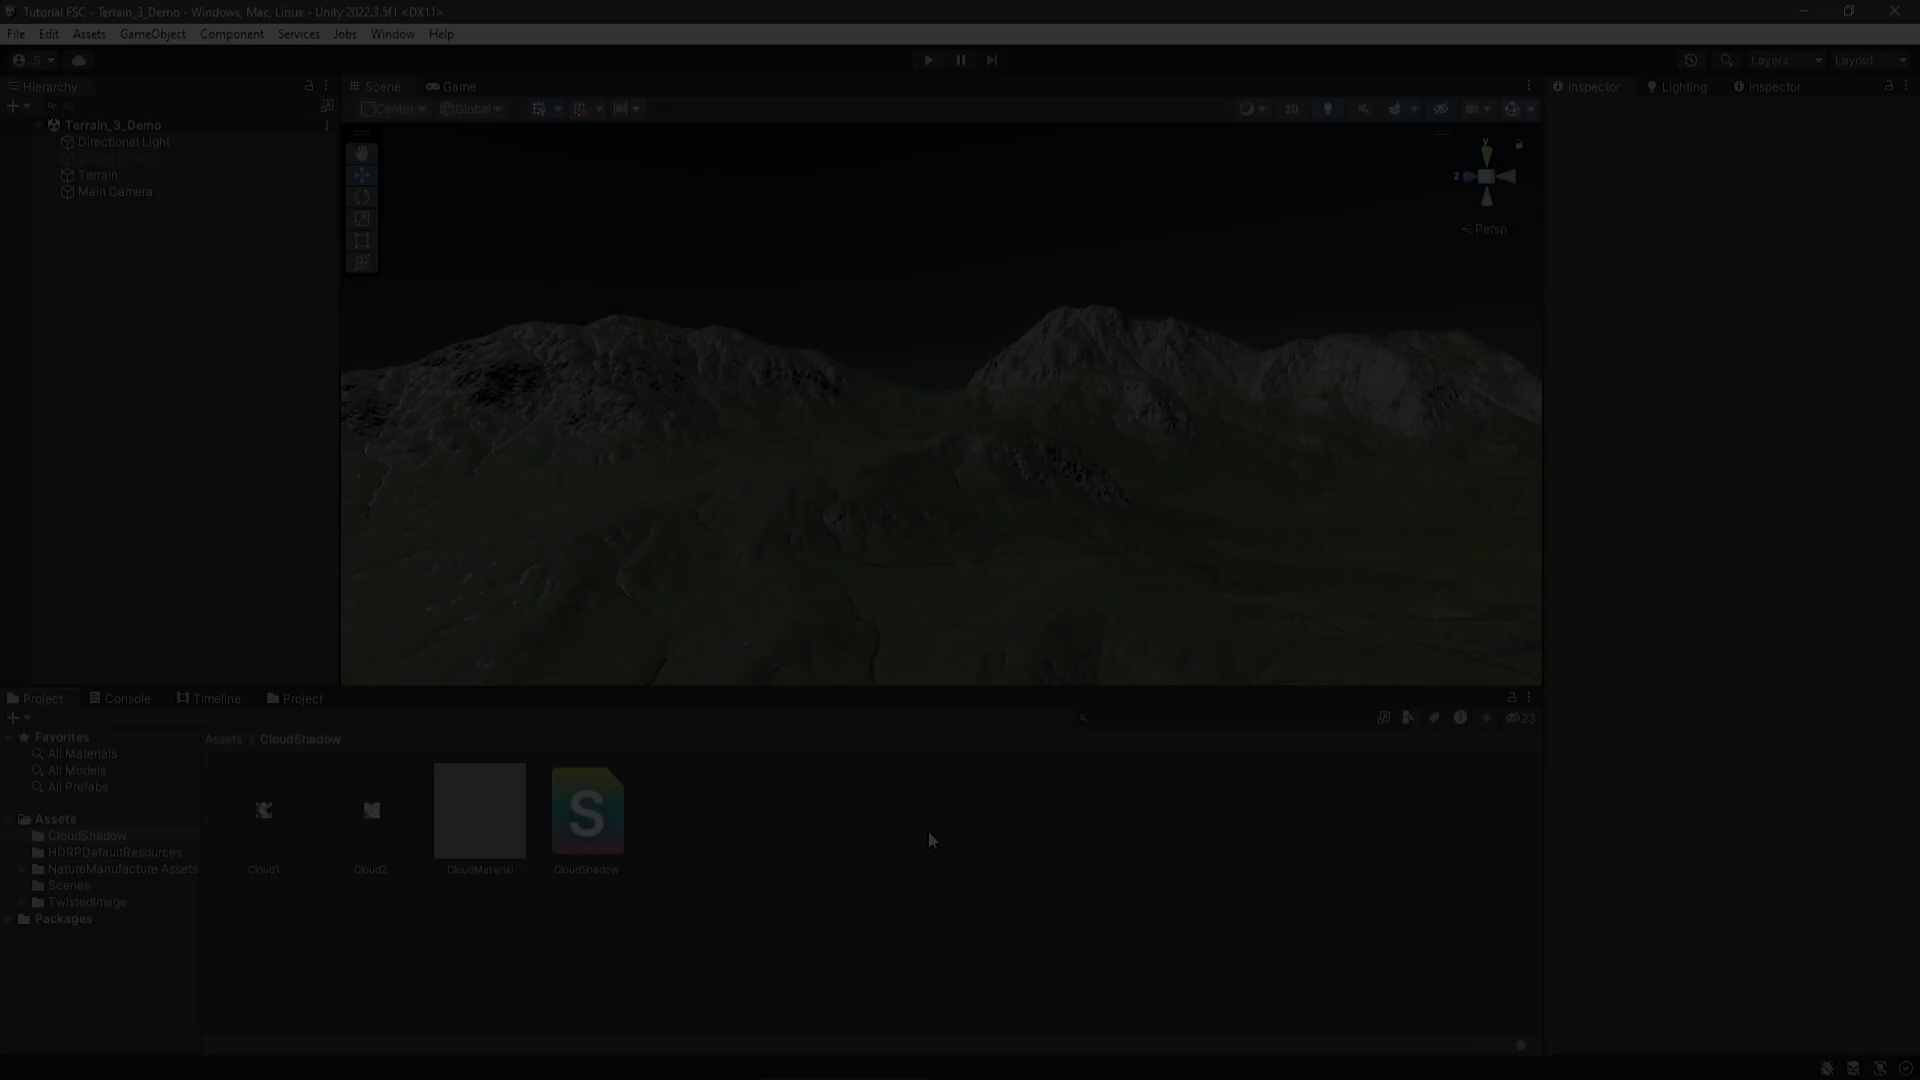 Tutorial FSC - Terrain_3_Demo - Windows, Mac, Linux - Unity 2022.3.5f1 <DX11>
File Edit Assets GameObject Component Services Jobs Window Help
S Layers Layout
Hierarchy Scene Game Inspector Lighting Inspector
All Center Global 2D
Terrain_3_Demo
Directional Light
Terrain
Main Camera
y
z
Persp
Project Console Timeline Project
23
Favorites
All Materials
All Models
All Prefabs
Assets
CloudShadow
HDRPDefaultResources
NatureManufacture Assets
Scenes
TwistedImage
Packages
Assets > CloudShadow
S
Cloud1 Cloud2 CloudMaterial CloudShadow